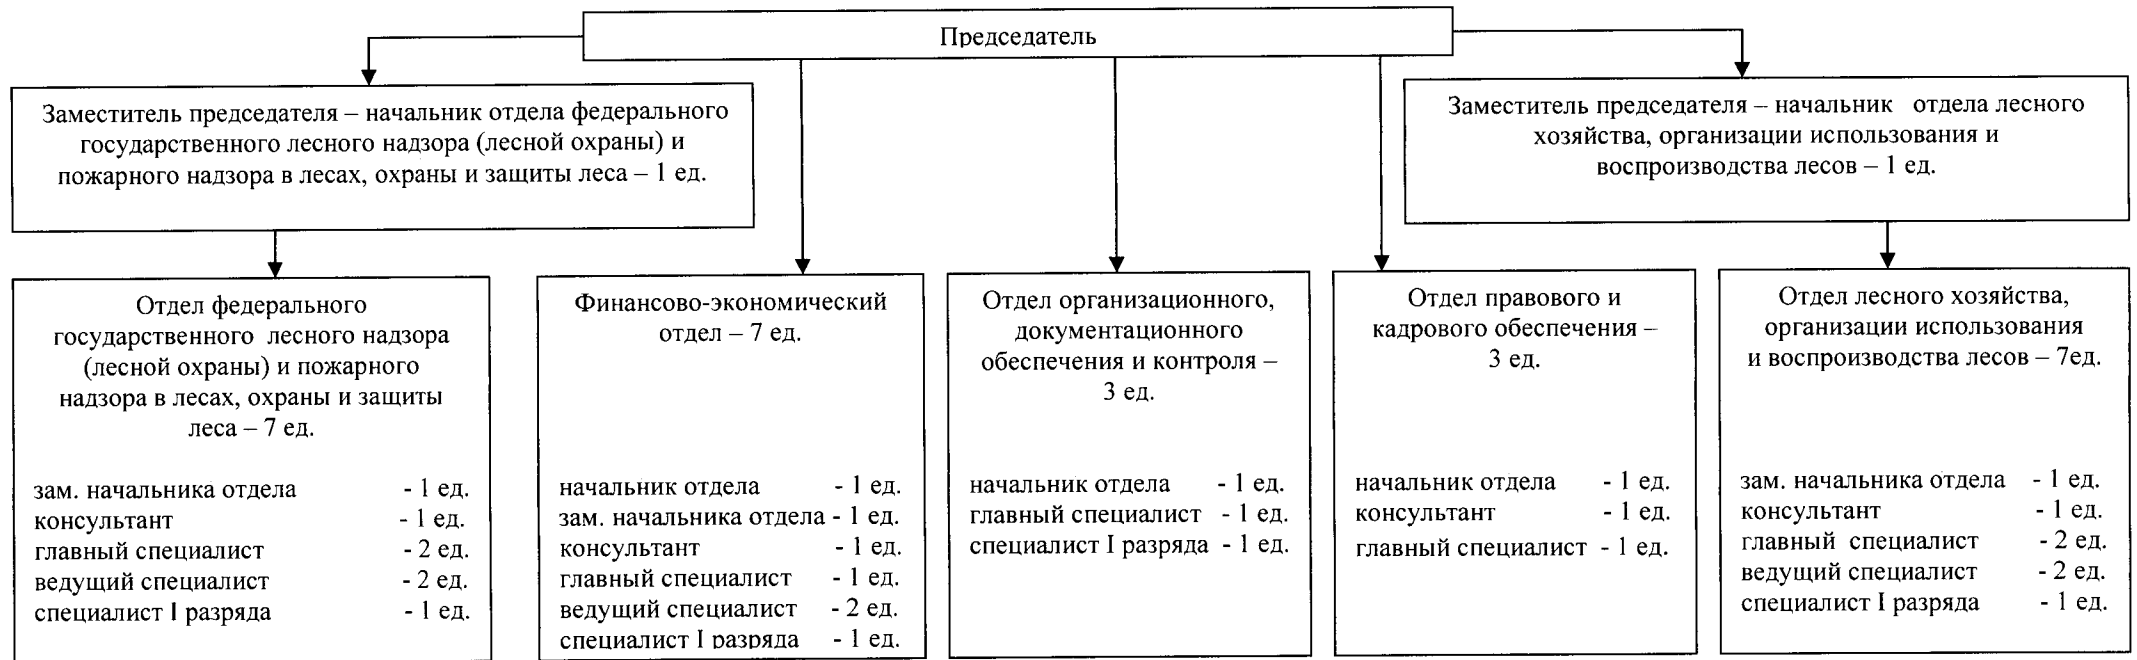 Председатель
Заместитель председателя – начальник отдела федерального
государственного лесного надзора (лесной охраны) и
пожарного надзора в лесах, охраны и защиты леса – 1 ед.
Заместитель председателя – начальник отдела лесного
хозяйства, организации использования и
воспроизводства лесов – 1 ед.
Отдел федерального
государственного лесного надзора
(лесной охраны) и пожарного
надзора в лесах, охраны и защиты
леса – 7 ед.
зам. начальника отдела - 1 ед.
консультант - 1 ед.
главный специалист - 2 ед.
ведущий специалист - 2 ед.
специалист I разряда - 1 ед.
Финансово-экономический
отдел – 7 ед.
начальник отдела - 1 ед.
зам. начальника отдела - 1 ед.
консультант - 1 ед.
главный специалист - 1 ед.
ведущий специалист - 2 ед.
специалист I разряда - 1 ед.
Отдел организационного,
документационного
обеспечения и контроля –
3 ед.
начальник отдела - 1 ед.
главный специалист - 1 ед.
специалист I разряда - 1 ед.
Отдел правового и
кадрового обеспечения –
3 ед.
начальник отдела - 1 ед.
консультант - 1 ед.
главный специалист - 1 ед.
Отдел лесного хозяйства,
организации использования
и воспроизводства лесов – 7ед.
зам. начальника отдела - 1 ед.
консультант - 1 ед.
главный специалист - 2 ед.
ведущий специалист - 2 ед.
специалист I разряда - 1 ед.